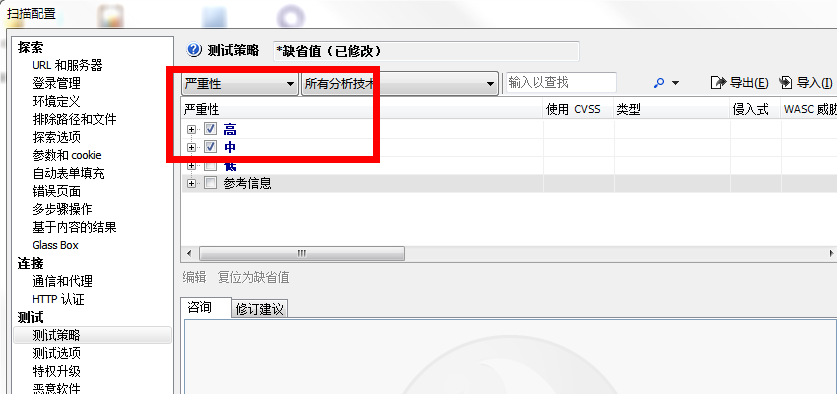 扫描配置
探索
URL 和服务器
登录管理
环境定义
排除路径和文件
探索选项
参数和 cookie
自动表单填充
错误页面
多步骤操作
基于内容的结果
Glass Box
连接
通信和代理
HTTP 认证
测试
测试策略
测试选项
特权升级
恶意软件
测试策略 *缺省值（已修改）
严重性 所有分析技术 输入以查找 导出(E) 导入(I)
严重性 使用 CVSS 类型 侵入式 WASC 威胁
高
中
低
参考信息
编辑 复位为缺省值
咨询 修订建议